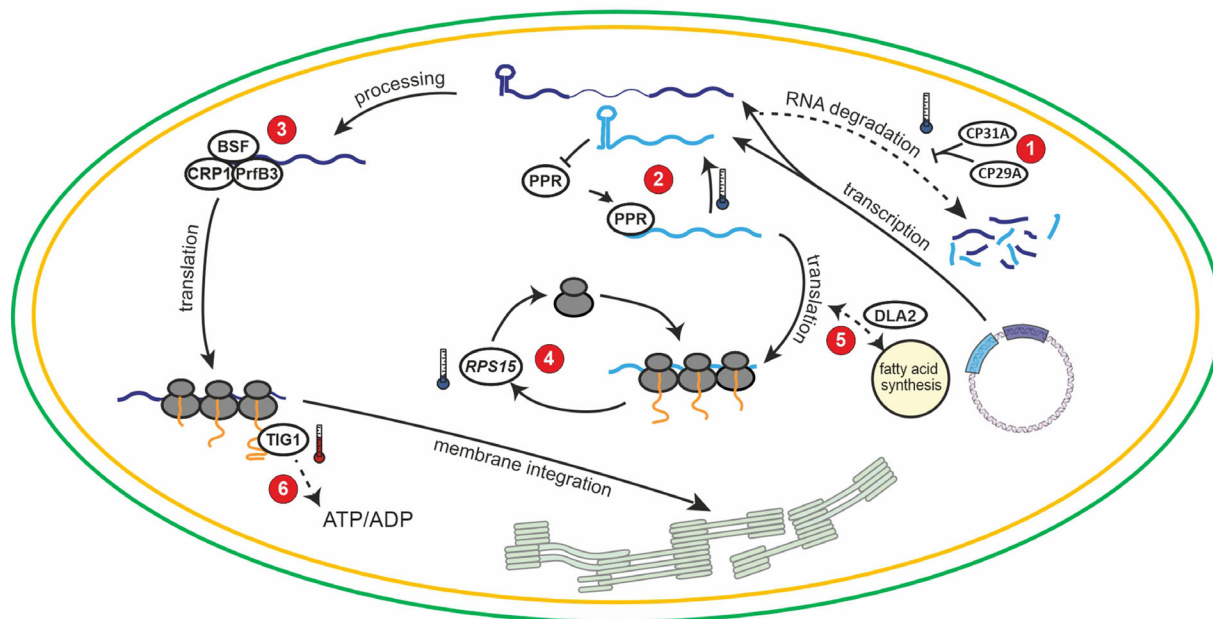 processing
RNA degradation
CP31A
1
CP29A
3
BSF
CRP1
PrfB3
PPR
2
PPR
transcription
translation
translation
DLA2
5
fatty acid
synthesis
RPS15
4
TIG1
6
ATP/ADP
membrane integration